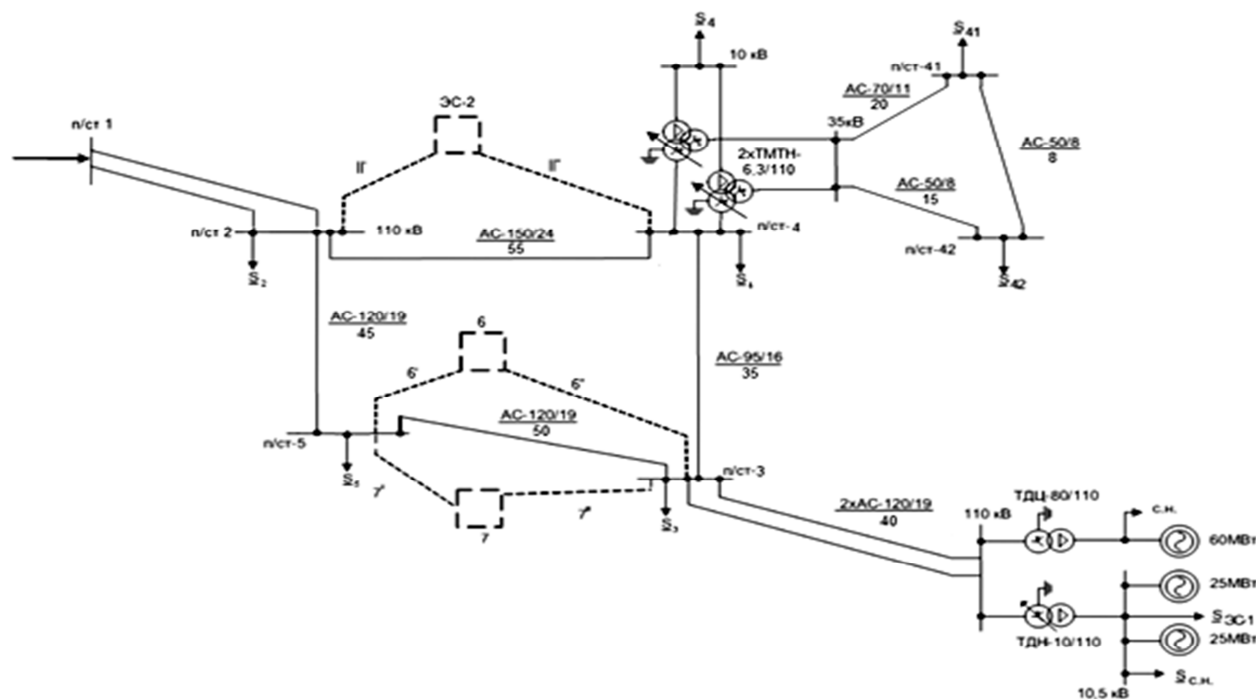 S4
10 кВ
S41
п/ст-41
АС-70/11
20
ЭС-2
п/ст 1
35кВ
2хТМТН-
6,3/110
АС-50/8
8
АС-50/8
15
II'
II"
п/ст 2
110 кВ
АС-150/24
55
п/ст-4
п/ст-42
S2
S4
S42
АС-120/19
45
6
6'
6"
АС-95/16
35
АС-120/19
50
п/ст-5
п/ст-3
S5
7'
7"
7
S3
2хАС-120/19
40
110 кВ
ТДЦ-80/110
с.н.
60МВт
25МВт
SЭС-1
ТДН-10/110
25МВт
Sс.н.
10,5 кВ